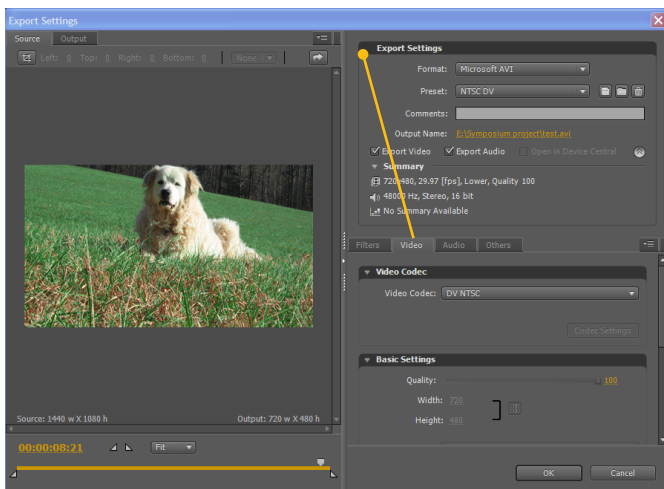 Export Settings
Source Output
Left: 0 Top: 0 Right: 0 Bottom: 0 None
Source: 1440 w X 1080 h Output: 720 w X 480 h
00:00:08:21 Fit
Export Settings
Format: Microsoft AVI
Preset: NTSC DV
Comments:
Output Name: E:\Symposium project\test.avi
Export Video Export Audio Open in Device Central
Summary
720x480, 29.97 [fps], Lower, Quality 100
48000 Hz, Stereo, 16 bit
No Summary Available
Filters Video Audio Others
Video Codec
Video Codec: DV NTSC
Codec Settings
Basic Settings
Quality: 100
Width: 720
Height: 480
OK Cancel